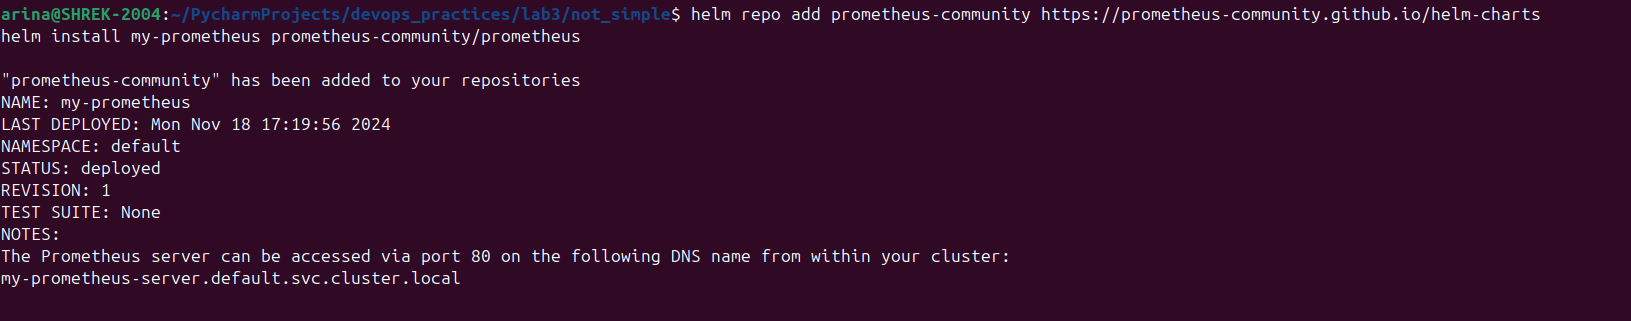 arina@SHREK-2004:~/PycharmProjects/devops_practices/lab3/not_simple$ helm repo add prometheus-community https://prometheus-community.github.io/helm-charts
helm install my-prometheus prometheus-community/prometheus
"prometheus-community" has been added to your repositories
NAME: my-prometheus
LAST DEPLOYED: Mon Nov 18 17:19:56 2024
NAMESPACE: default
STATUS: deployed
REVISION: 1
TEST SUITE: None
NOTES:
The Prometheus server can be accessed via port 80 on the following DNS name from within your cluster:
my-prometheus-server.default.svc.cluster.local